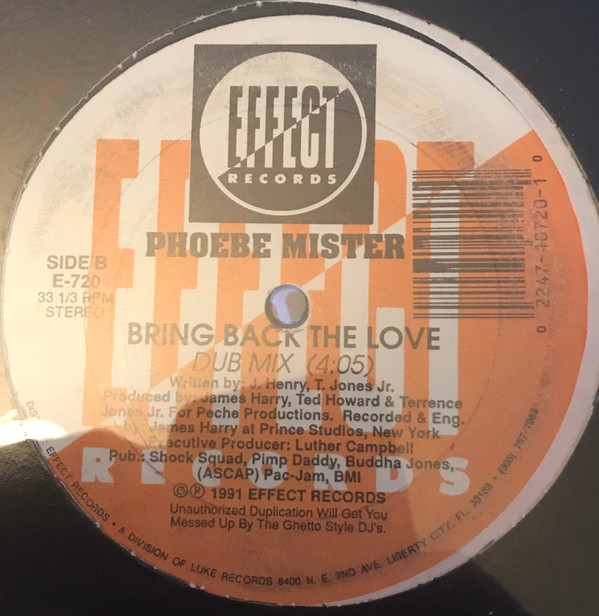 EFFECT
RECORDS
PHOEBE MISTER
SIDE B
E-720
33 1/3 RPM
STEREO
0 2247-10720-1 0
BRING BACK THE LOVE
DUB MIX (4:05)
Written by: J. Henry, T. Jones Jr.
Produced by: James Harry, Ted Howard & Terrence
Jones Jr. For Peche Productions. Recorded & Eng.
by: James Harry at Prince Studios, New York
Executive Producer: Luther Campbell
Pub.: Shock Squad, Pimp Daddy, Buddha Jones,
(ASCAP) Pac-Jam, BMI
© ℗ 1991 EFFECT RECORDS
Unauthorized Duplication Will Get You
Messed Up By The Ghetto Style DJ's.
EFFECT
RECORDS
EFFECT RECORDS • A DIVISION OF LUKE RECORDS 8400 N. E. 2ND AVE. LIBERTY CITY, FL. 33138 • (305) 757-1969